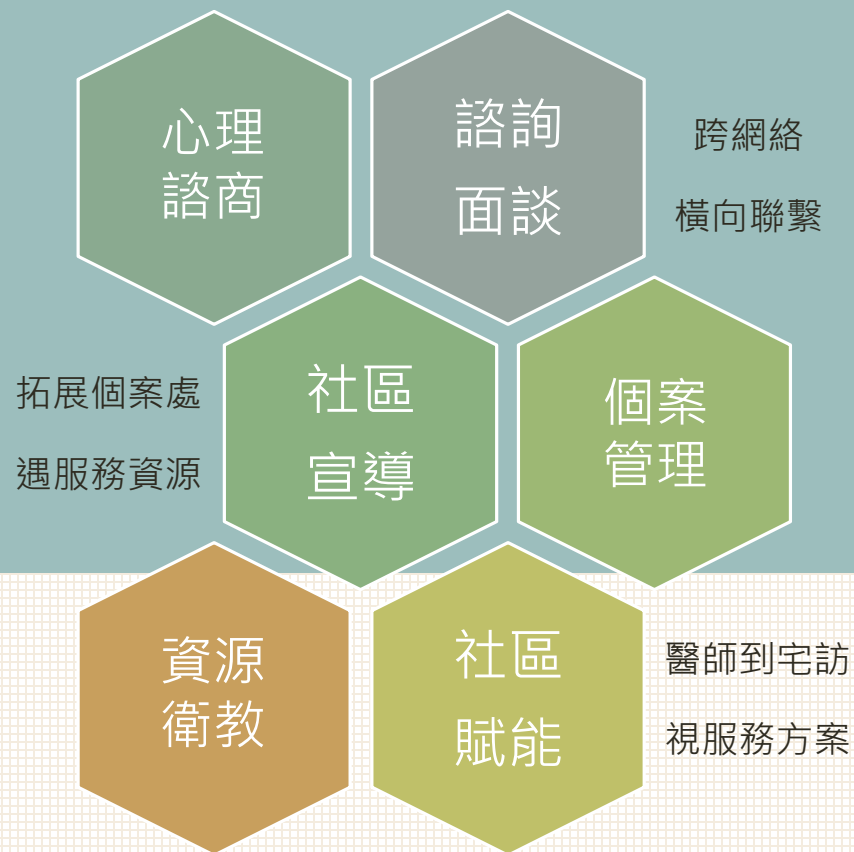 心理
諮商
諮詢
面談
跨網絡
橫向聯繫
拓展個案處
遇服務資源
社區
宣導
個案
管理
資源
衛教
社區
賦能
醫師到宅訪
視服務方案